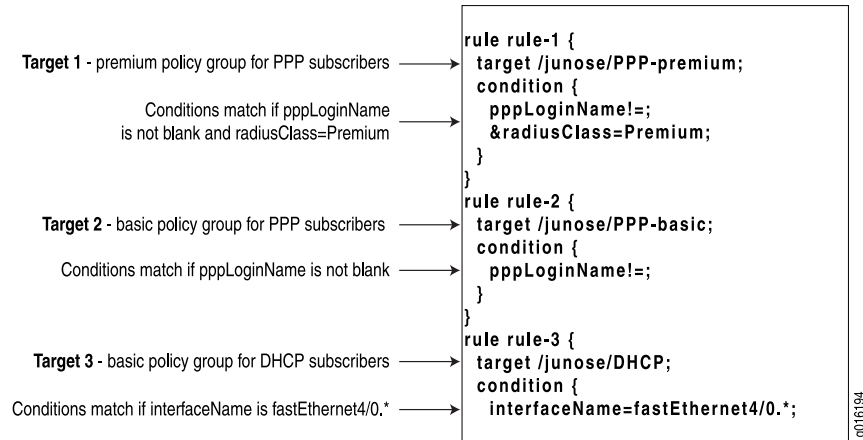 Target 1 - premium policy group for PPP subscribers
Conditions match if pppLoginName
is not blank and radiusClass=Premium
Target 2 - basic policy group for PPP subscribers
Conditions match if pppLoginName is not blank
Target 3 - basic policy group for DHCP subscribers
Conditions match if interfaceName is fastEthernet4/0.*
rule rule-1 {
target /junose/PPP-premium;
condition {
pppLoginName!=;
&radiusClass=Premium;
}
}
rule rule-2 {
target /junose/PPP-basic;
condition {
pppLoginName!=;
}
}
rule rule-3 {
target /junose/DHCP;
condition {
interfaceName=fastEthernet4/0.*;
g016194